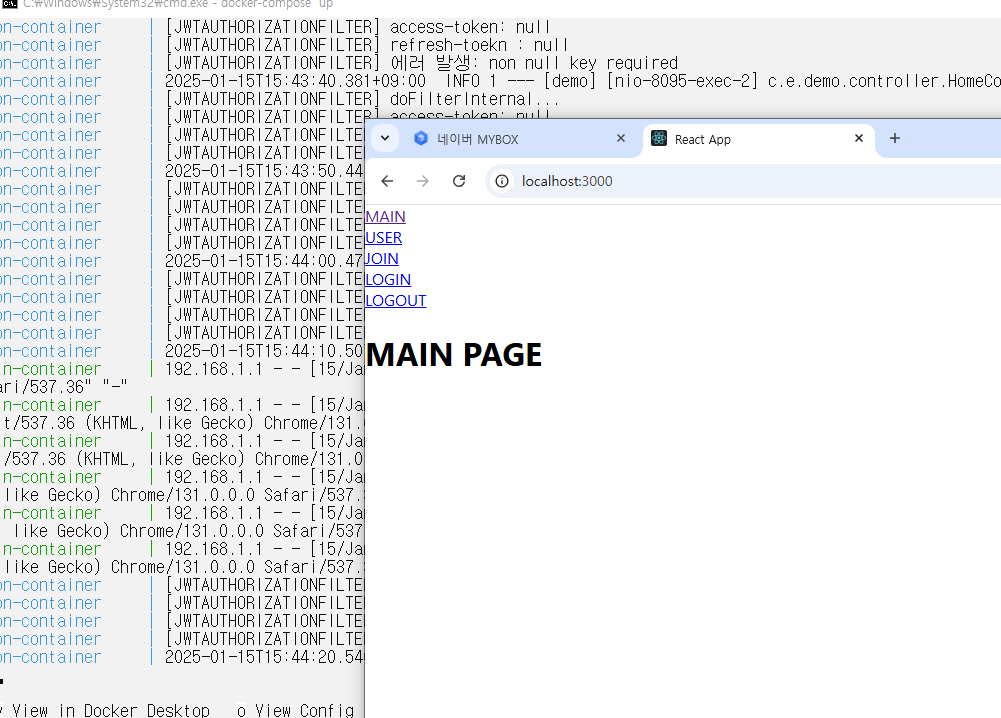 C:\Windows\System32\cmd.exe - docker-compose up
on-container | [JWTAUTHORIZATIONFILTER] access-token: null
on-container | [JWTAUTHORIZATIONFILTER] refresh-toekn : null
on-container | [JWTAUTHORIZATIONFILTER] 에러 발생: non null key required
on-container | 2025-01-15T15:43:40.381+09:00 INFO 1 --- [demo] [nio-8095-exec-2] c.e.demo.controller.HomeCo
on-container | [JWTAUTHORIZATIONFILTER] doFilterInternal...
on-container | [JWTAUTHORIZATIONFILTER] access-token: null
on-container | [JWTAUTHORIZATIONFILTE
on-container | [JWTAUTHORIZATIONFILTE
on-container | 2025-01-15T15:43:50.44
on-container | [JWTAUTHORIZATIONFILTE
on-container | [JWTAUTHORIZATIONFILTE
on-container | [JWTAUTHORIZATIONFILTE
on-container | [JWTAUTHORIZATIONFILTE
on-container | 2025-01-15T15:44:00.47
on-container | [JWTAUTHORIZATIONFILTE
on-container | [JWTAUTHORIZATIONFILTE
on-container | [JWTAUTHORIZATIONFILTE
on-container | [JWTAUTHORIZATIONFILTE
on-container | 2025-01-15T15:44:10.50
n-container | 192.168.1.1 - - [15/Ja
ari/537.36" "-"
n-container | 192.168.1.1 - - [15/Ja
t/537.36 (KHTML, like Gecko) Chrome/131.
n-container | 192.168.1.1 - - [15/Ja
/537.36 (KHTML, like Gecko) Chrome/131.0
n-container | 192.168.1.1 - - [15/Ja
like Gecko) Chrome/131.0.0.0 Safari/537.
n-container | 192.168.1.1 - - [15/Ja
like Gecko) Chrome/131.0.0.0 Safari/537
n-container | 192.168.1.1 - - [15/Ja
like Gecko) Chrome/131.0.0.0 Safari/537.
on-container | [JWTAUTHORIZATIONFILTE
on-container | [JWTAUTHORIZATIONFILTE
on-container | [JWTAUTHORIZATIONFILTE
on-container | [JWTAUTHORIZATIONFILTE
on-container | 2025-01-15T15:44:20.54
View in Docker Desktop o View Config
네이버 MYBOX
React App
localhost:3000
MAIN
USER
JOIN
LOGIN
LOGOUT
MAIN PAGE